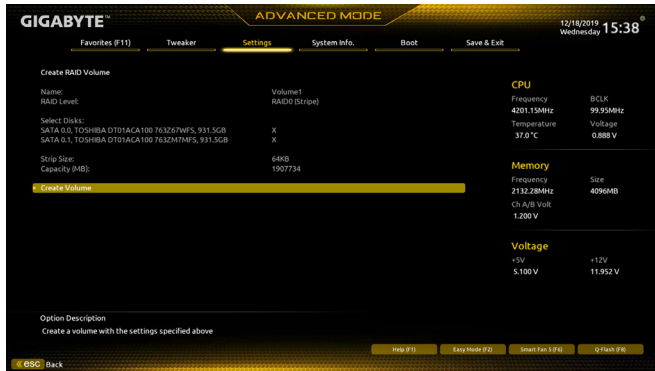 GIGABYTE™
ADVANCED MODE
12/18/2019
Wednesday 15:38
Favorites (F11) Tweaker Settings System Info. Boot Save & Exit
Create RAID Volume
Name: Volume1
RAID Level: RAID0 (Stripe)
Select Disks:
SATA 0.0, TOSHIBA DT01ACA100 763Z67WFS, 931.5GB X
SATA 0.1, TOSHIBA DT01ACA100 763ZM7MFS, 931.5GB X
Strip Size: 64KB
Capacity (MB): 1907734
Create Volume
CPU
Frequency BCLK
4201.15MHz 99.95MHz
Temperature Voltage
37.0 °C 0.888 V
Memory
Frequency Size
2132.28MHz 4096MB
Ch A/B Volt
1.200 V
Voltage
+5V +12V
5.100 V 11.952 V
Option Description
Create a volume with the settings specified above
Help (F1) Easy Mode (F2) Smart Fan 5 (F6) Q-Flash (F8)
esc Back